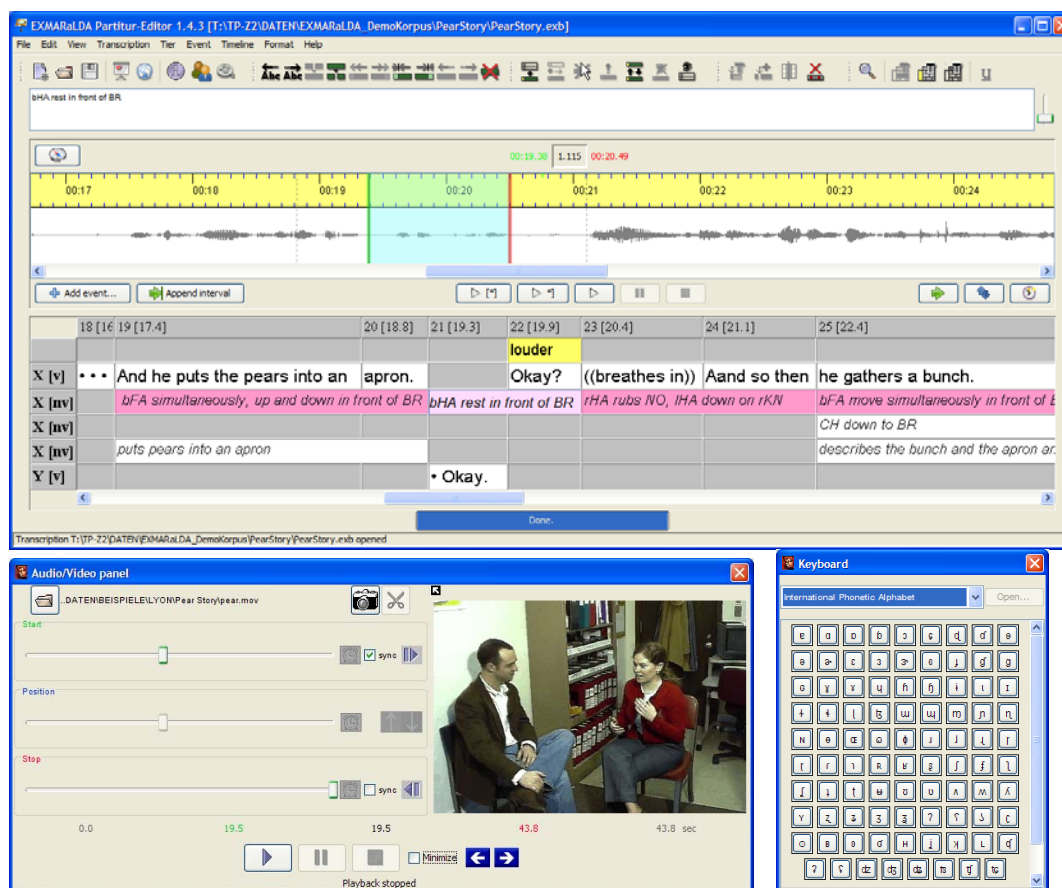 EXMARaLDA Partitur-Editor 1.4.3 [T:\TP-Z2\DATEN\EXMARaLDA_DemoKorpus\PearStory\PearStory.exb]
File Edit View Transcription Tier Event Timeline Format Help
bHA rest in front of BR
00:19.38 1.115 00:20.49
00:17 00:18 00:19 00:20 00:21 00:22 00:23 00:24
Add event... Append interval
18 [16 19 [17.4] 20 [18.8] 21 [19.3] 22 [19.9] 23 [20.4] 24 [21.1] 25 [22.4]
louder
X [v] • • • And he puts the pears into an apron. Okay? ((breathes in)) Aand so then he gathers a bunch.
X [nv] bFA simultaneously, up and down in front of BR bHA rest in front of BR rHA rubs NO, lHA down on rKN bFA move simultaneously in front of
X [nv] CH down to BR
X [nv] puts pears into an apron describes the bunch and the apron
Y [v] • Okay.
Done.
Transcription T:\TP-Z2\DATEN\EXMARaLDA_DemoKorpus\PearStory\PearStory.exb opened
Audio/Video panel
..DATEN\BEISPIELE\LYON\Pear Story\pear.mov
Start
sync
Position
Stop
sync
0.0 19.5 19.5 43.8 43.8 sec
Minimize
Playback stopped
Keyboard
International Phonetic Alphabet Open...